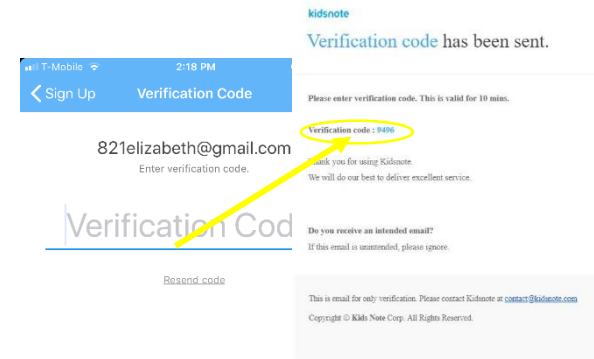 T-Mobile 2:18 PM
Sign Up Verification Code
821elizabeth@gmail.com
Enter verification code.
Verification Cod
Resend code
kidsnote
Verification code has been sent.
Please enter verification code. This is valid for 10 mins.
Verification code : 9496
Thank you for using Kidsnote.
We will do our best to deliver excellent service.
Do you receive an intended email?
If this email is unintended, please ignore.
This is email for only verification. Please contact Kidsnote at contact@kidsnote.com
Copyright © Kids Note Corp. All Rights Reserved.